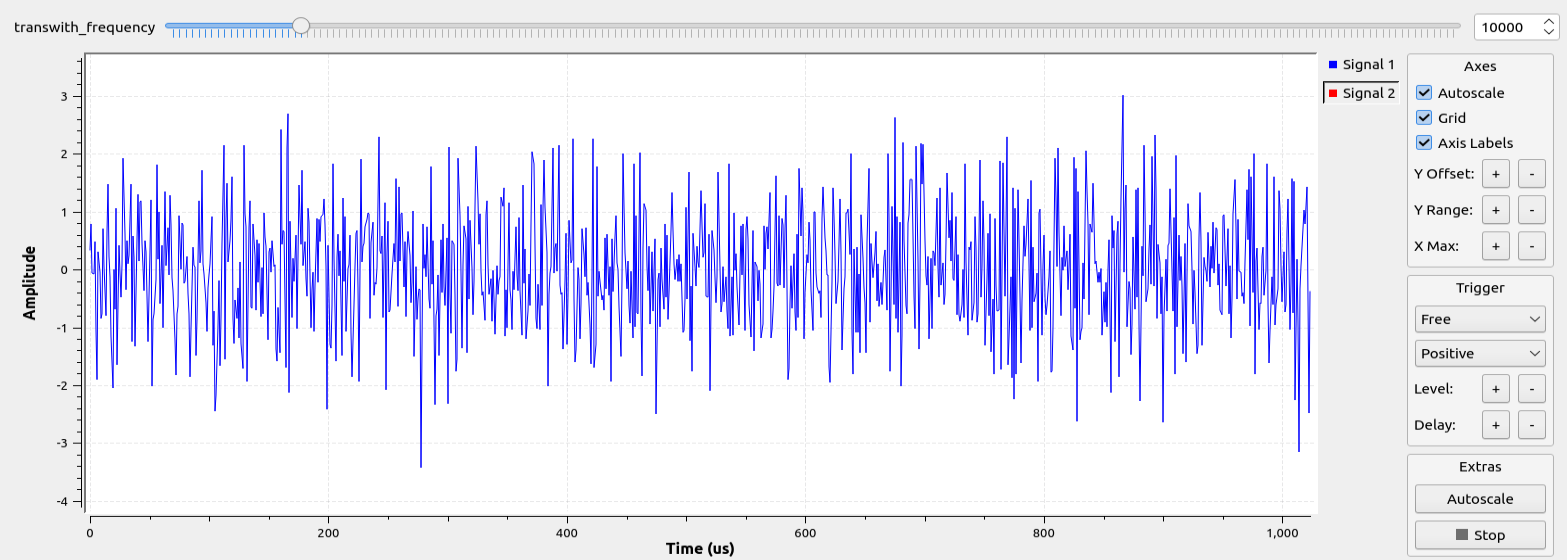 transwith_frequency
10000
Signal 1
Signal 2
Axes
Autoscale
Grid
Axis Labels
Y Offset: + -
Y Range: + -
X Max: + -
Trigger
Free
Positive
Level: + -
Delay: + -
Extras
Autoscale
Stop
Amplitude
3
2
1
0
-1
-2
-3
-4
0 200 400 600 800 1,000
Time (us)